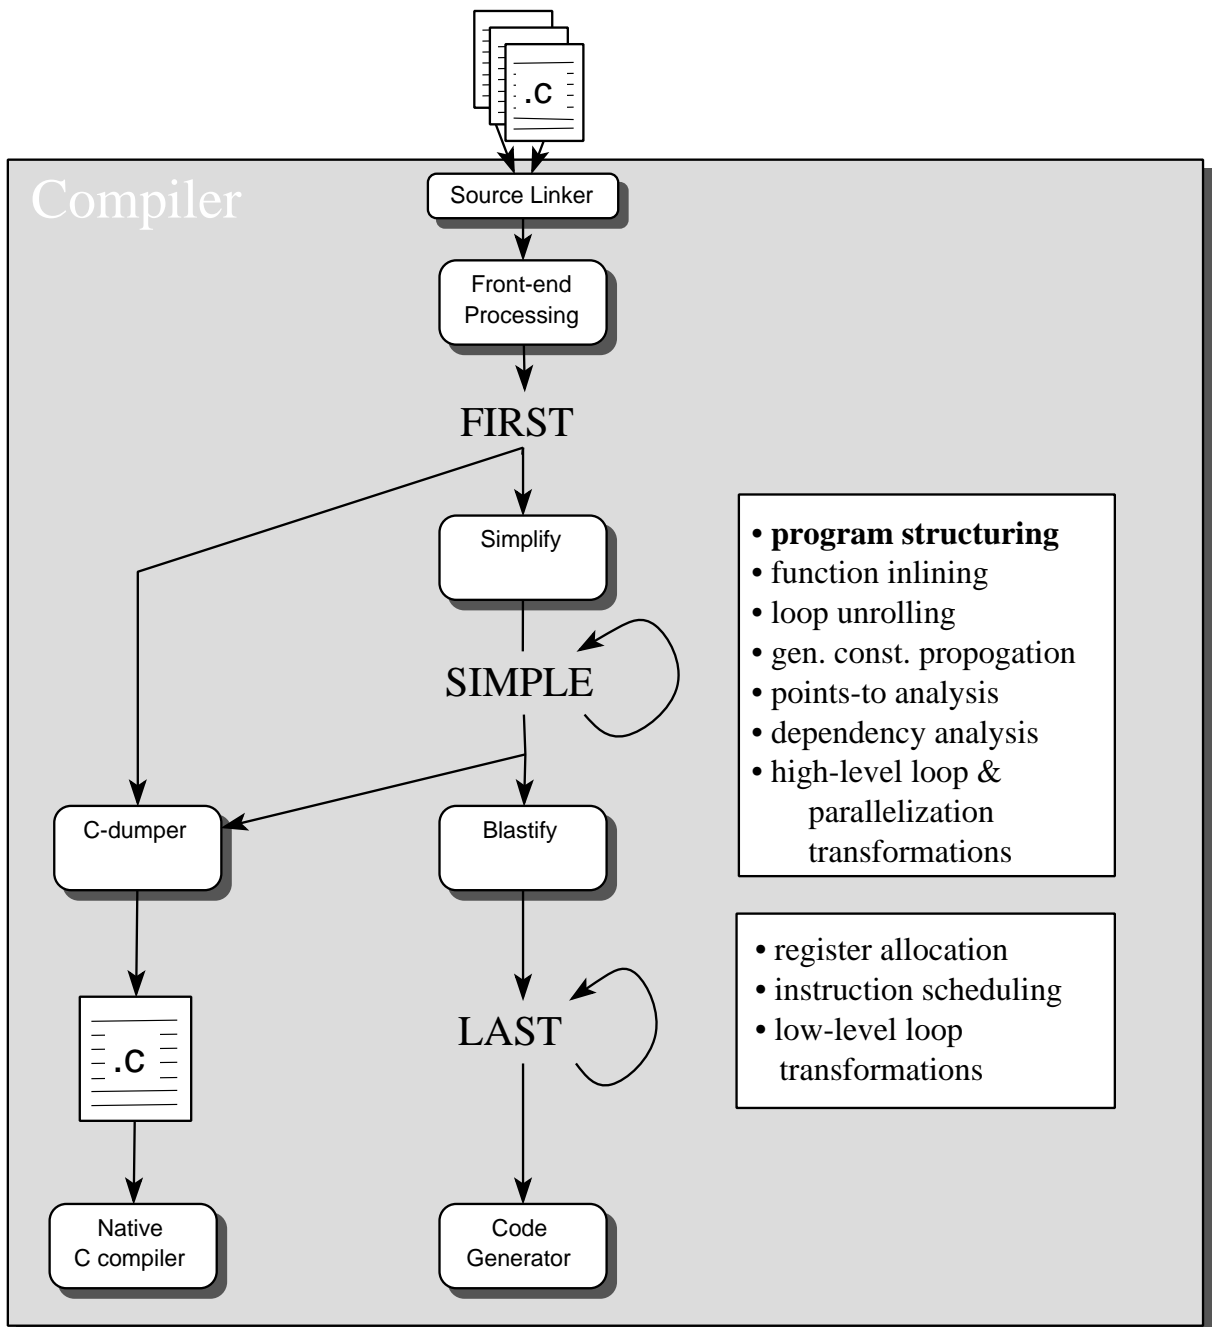 .c
Compiler
Source Linker
Front-end
Processing
FIRST
Simplify
SIMPLE
• program structuring
• function inlining
• loop unrolling
• gen. const. propogation
• points-to analysis
• dependency analysis
• high-level loop &
parallelization
transformations
C-dumper
Blastify
• register allocation
• instruction scheduling
• low-level loop
transformations
LAST
.c
Native
C compiler
Code
Generator